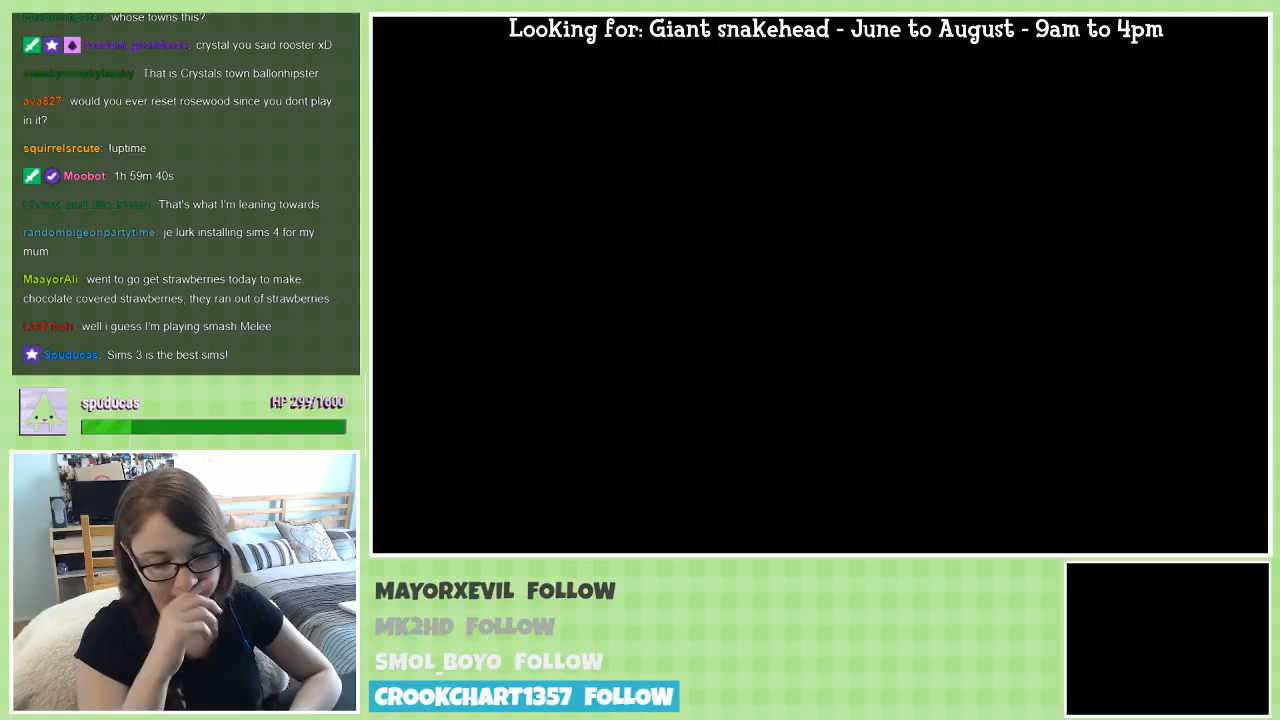 whose towns this?
crystal you said rooster xD
That is Crystals town ballonhipster
ava827: would you ever reset rosewood since you dont play
in it?
squirrelsrcute: !uptime
Moobot: 1h 59m 40s
That's what I'm leaning towards
randompigeonpartytime: je lurk installing sims 4 for my
mum
MaayorAli: went to go get strawberries today to make
chocolate covered strawberries, they ran out of strawberries...
well i guess I'm playing smash Melee
Spuducas: Sims 3 is the best sims!
spuducas HP 299/1600
Looking for: Giant snakehead - June to August - 9am to 4pm
MAYORXEVIL FOLLOW
MK2HD FOLLOW
SMOL_BOYO FOLLOW
CROOKCHART1357 FOLLOW